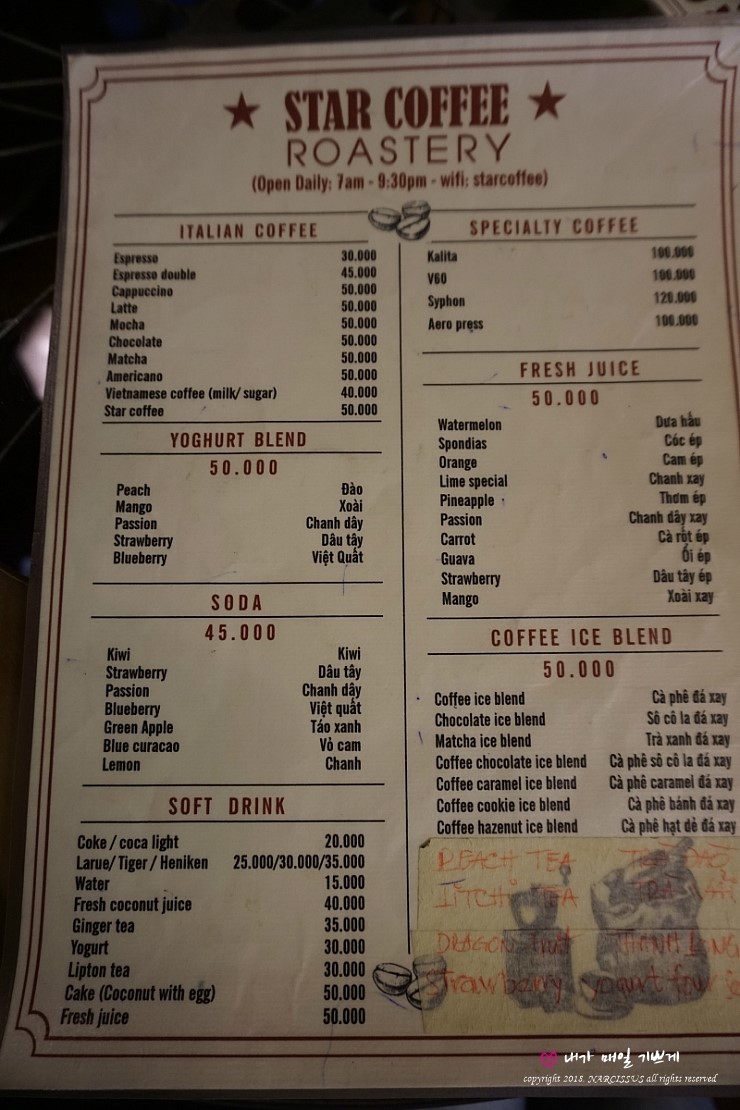 STAR COFFEE
ROASTERY
(Open Daily: 7am - 9:30pm - wifi: starcoffee)
ITALIAN COFFEE
Espresso 30.000
Espresso double 45.000
Cappuccino 50.000
Latte 50.000
Mocha 50.000
Chocolate 50.000
Matcha 50.000
Americano 50.000
Vietnamese coffee (milk/ sugar) 40.000
Star coffee 50.000
YOGHURT BLEND
50.000
Peach Đào
Mango Xoài
Passion Chanh dây
Strawberry Dâu tây
Blueberry Việt Quất
SODA
45.000
Kiwi Kiwi
Strawberry Dâu tây
Passion Chanh dây
Blueberry Việt quất
Green Apple Táo xanh
Blue curacao Vỏ cam
Lemon Chanh
SOFT DRINK
Coke / coca light 20.000
Larue/ Tiger / Heniken 25.000/30.000/35.000
Water 15.000
Fresh coconut juice 40.000
Ginger tea 35.000
Yogurt 30.000
Lipton tea 30.000
Cake (Coconut with egg) 50.000
Fresh juice 50.000
SPECIALTY COFFEE
Kalita 100.000
V60 100.000
Syphon 120.000
Aero press 100.000
FRESH JUICE
50.000
Watermelon Dưa hấu
Spondias Cóc ép
Orange Cam ép
Lime special Chanh xay
Pineapple Thơm ép
Passion Chanh dây xay
Carrot Cà rốt ép
Guava Ổi ép
Strawberry Dâu tây ép
Mango Xoài xay
COFFEE ICE BLEND
50.000
Coffee ice blend Cà phê đá xay
Chocolate ice blend Sô cô la đá xay
Matcha ice blend Trà xanh đá xay
Coffee chocolate ice blend Cà phê sô cô la đá xay
Coffee caramel ice blend Cà phê caramel đá xay
Coffee cookie ice blend Cà phê bánh đá xay
Coffee hazenut ice blend Cà phê hạt dẻ đá xay
PEACH TEA
TEA
DRAGON
Strawberry yogurt
내가 매일 기쁘게
copyright 2018. NARCISSUS all rights reserved